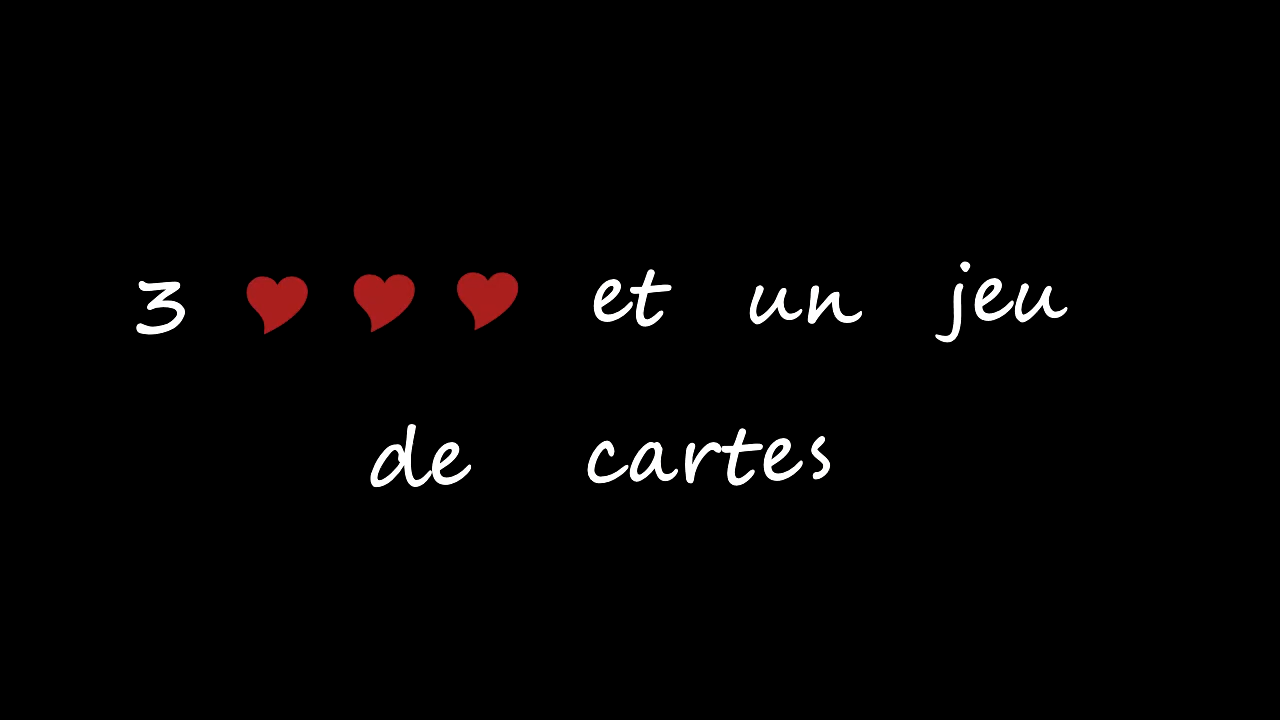 3 ♥ ♥ ♥ et un jeu
de cartes